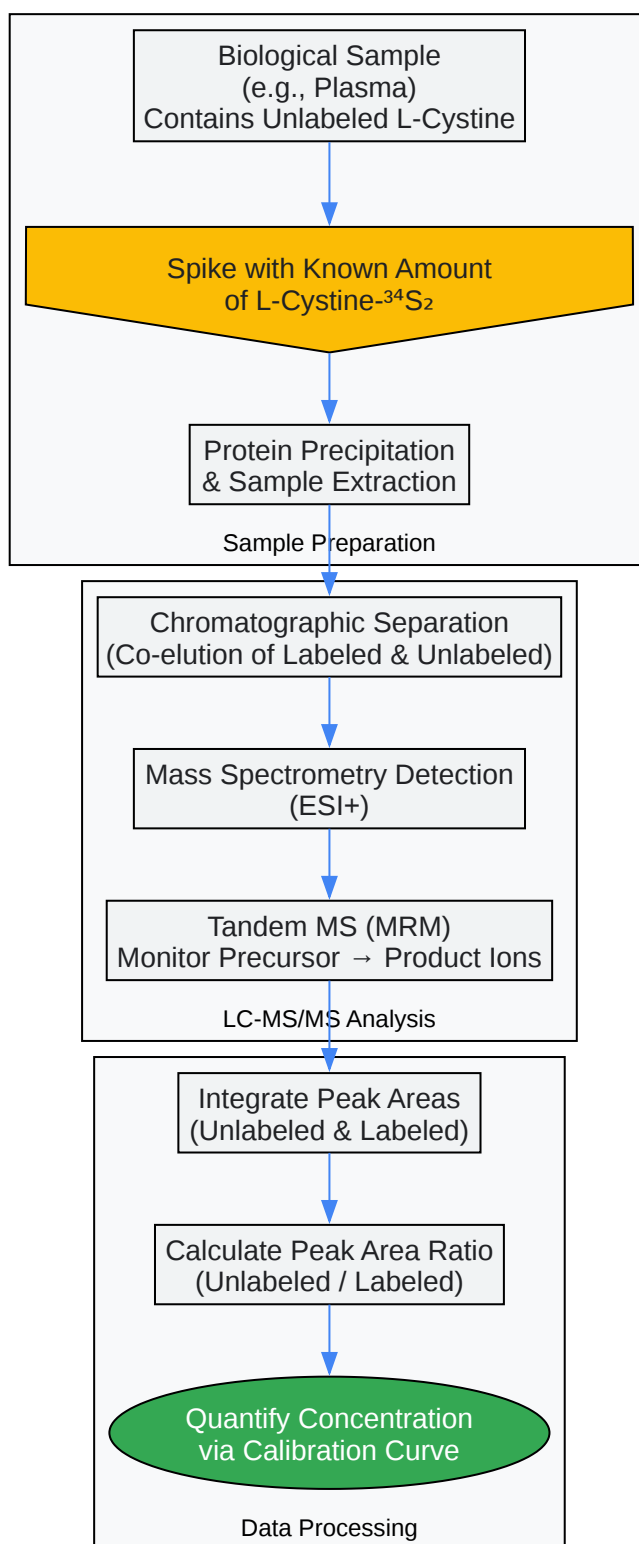 Biological Sample
(e.g., Plasma)
Contains Unlabeled L-Cystine
Spike with Known Amount
of L-Cystine-³⁴S₂
Protein Precipitation
& Sample Extraction
Sample Preparation
Chromatographic Separation
(Co-elution of Labeled & Unlabeled)
Mass Spectrometry Detection
(ESI+)
Tandem MS (MRM)
Monitor Precursor → Product Ions
LC-MS/MS Analysis
Integrate Peak Areas
(Unlabeled & Labeled)
Calculate Peak Area Ratio
(Unlabeled / Labeled)
Quantify Concentration
via Calibration Curve
Data Processing